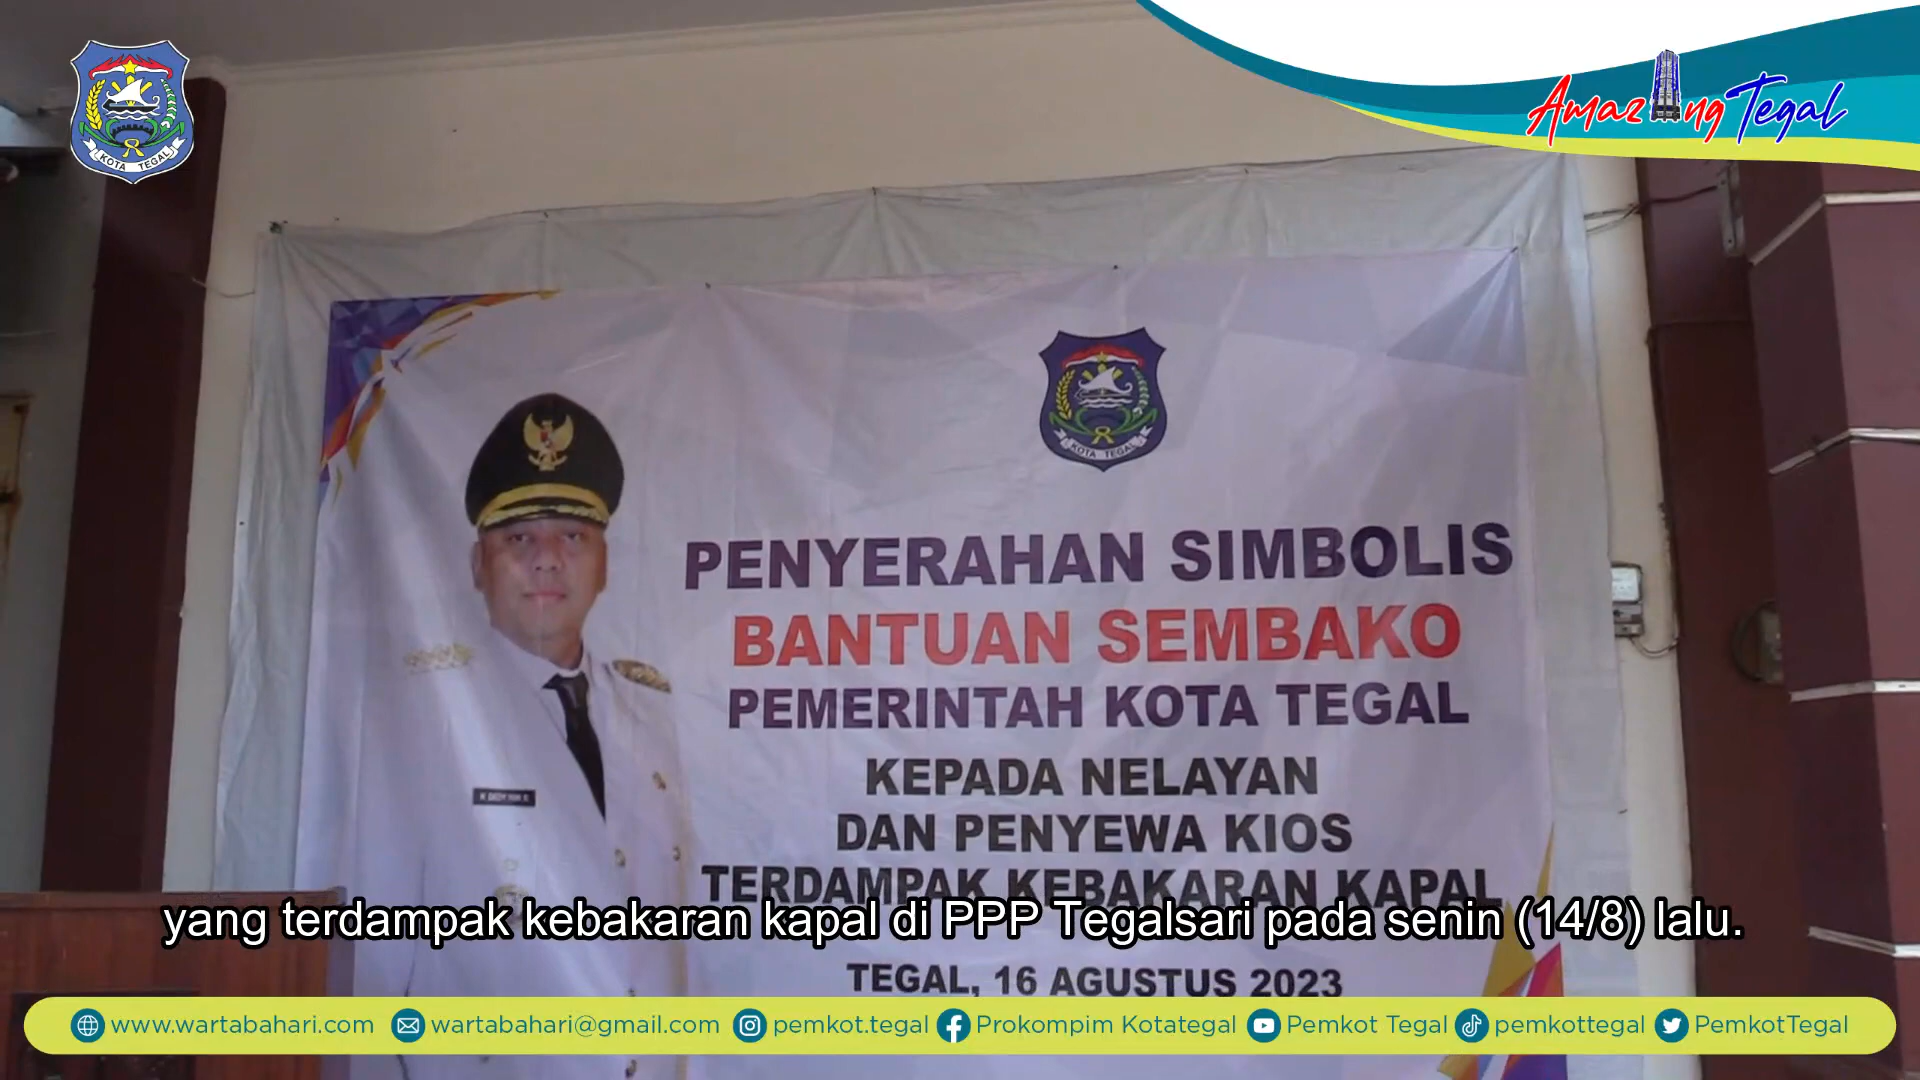 KOTA TEGAL
Amazing Tegal
KOTA TEGAL
PENYERAHAN SIMBOLIS
BANTUAN SEMBAKO
PEMERINTAH KOTA TEGAL
KEPADA NELAYAN
DAN PENYEWA KIOS
TERDAMPAK KEBAKARAN KAPAL
yang terdampak kebakaran kapal di PPP Tegalsari pada senin (14/8) lalu.
TEGAL, 16 AGUSTUS 2023
www.wartabahari.com wartabahari@gmail.com pemkot.tegal Prokompim Kotategal Pemkot Tegal pemkottegal PemkotTegal